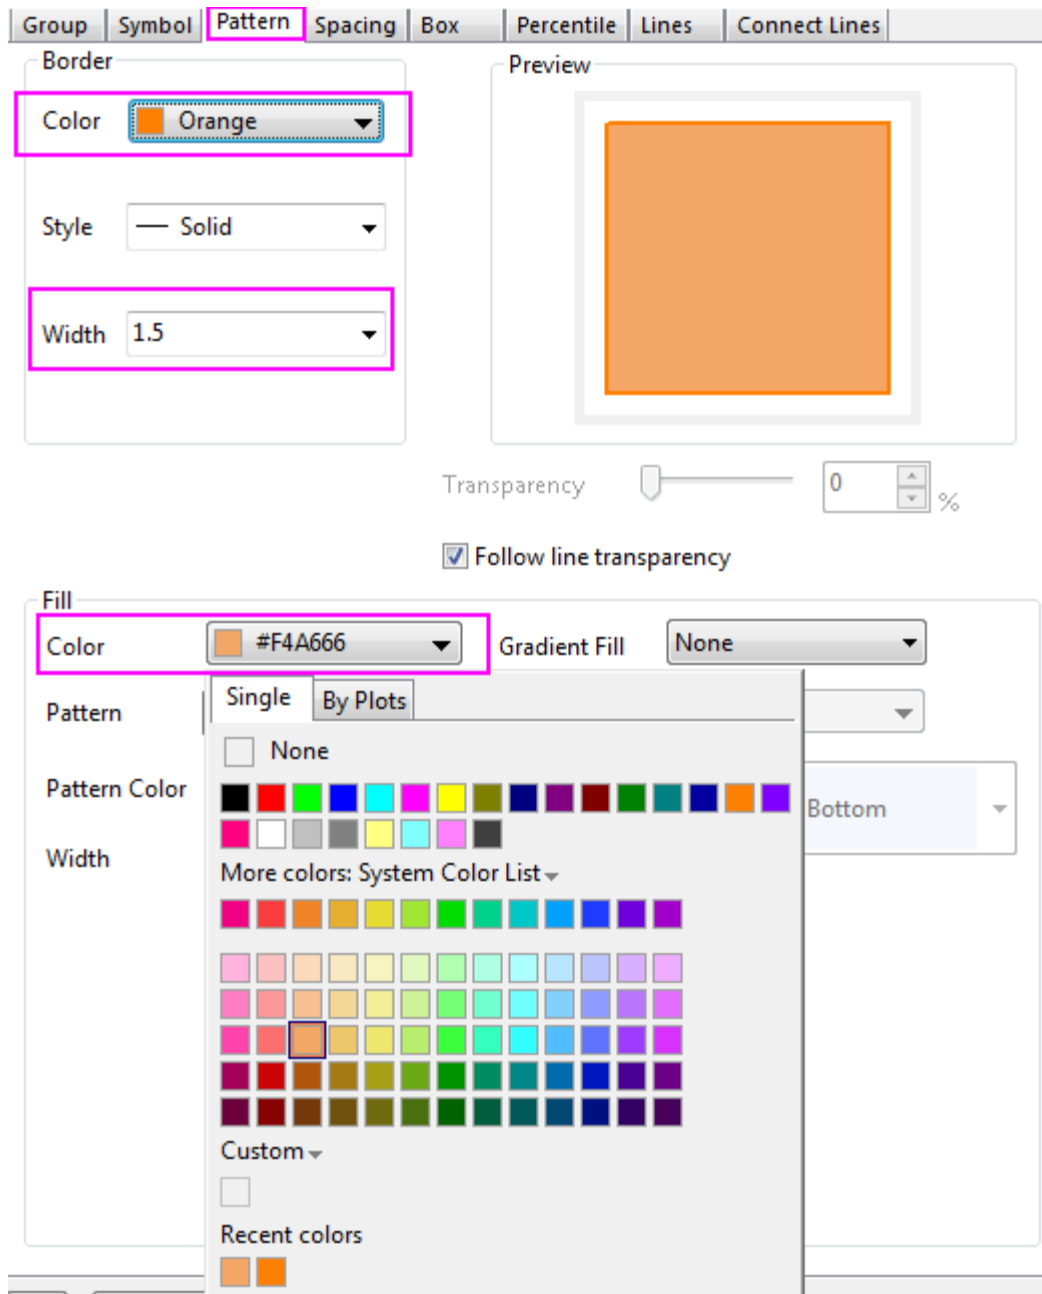 Group Symbol Pattern Spacing Box Percentile Lines Connect Lines
Border
Preview
Color Orange
Style Solid
Width 1.5
Transparency 0 %
Follow line transparency
Fill
Color #F4A666 Gradient Fill None
Pattern
Single By Plots
None
Pattern Color
Bottom
Width
More colors: System Color List
Custom
Recent colors